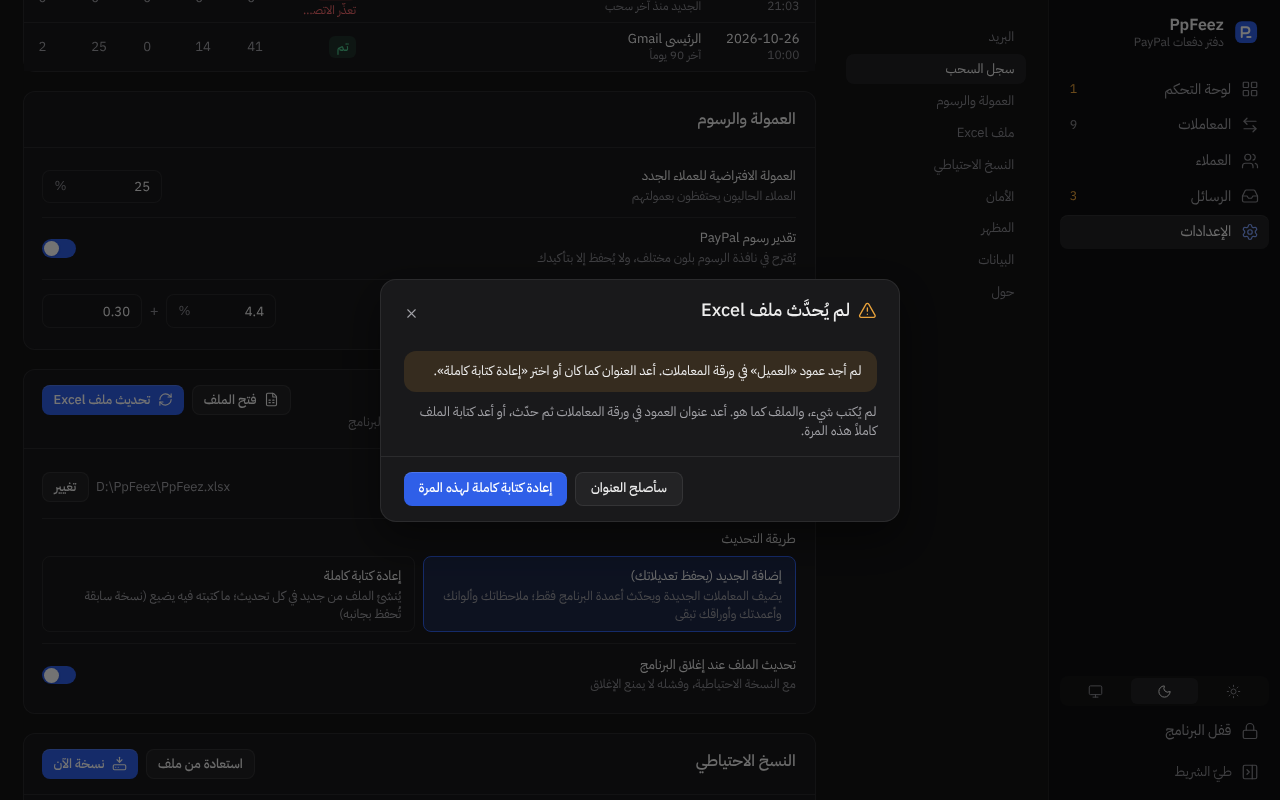 PpFeez
دفتر دفعات PayPal
لوحة التحكم 1
المعاملات 9
العملاء
الرسائل 3
الإعدادات
قفل البرنامج
طيّ الشريط
البريد
سجل السحب
العمولة والرسوم
ملف Excel
النسخ الاحتياطي
الأمان
المظهر
البيانات
حول
21:03
الجديد منذ آخر سحب
تعذّر الاتصـ...
2026-10-26 الرئيسي Gmail تم 41 14 0 25 2
10:00 آخر 90 يوماً
العمولة والرسوم
العمولة الافتراضية للعملاء الجدد
العملاء الحاليون يحتفظون بعمولتهم
25 %
تقدير رسوم PayPal
يُقترح في نافذة الرسوم بلون مختلف، ولا يُحفظ إلا بتأكيدك
4.4 % + 0.30
فتح الملف
تحديث ملف Excel
لبرنامج
D:\PpFeez\PpFeez.xlsx
تغيير
لم يُحدَّث ملف Excel
لم أجد عمود «العميل» في ورقة المعاملات. أعد العنوان كما كان أو اختر «إعادة كتابة كاملة».
لم يُكتب شيء، والملف كما هو. أعد عنوان العمود في ورقة المعاملات ثم حدّث، أو أعد كتابة الملف
كاملاً هذه المرة.
سأصلح العنوان
إعادة كتابة كاملة لهذه المرة
طريقة التحديث
إضافة الجديد (يحفظ تعديلاتك)
يضيف المعاملات الجديدة ويحدّث أعمدة البرنامج فقط؛ ملاحظاتك وألوانك
وأعمدتك وأوراقك تبقى
إعادة كتابة كاملة
يُنشئ الملف من جديد في كل تحديث؛ ما كتبته فيه يضيع (نسخة سابقة
تُحفظ بجانبه)
تحديث الملف عند إغلاق البرنامج
مع النسخة الاحتياطية، وفشله لا يمنع الإغلاق
النسخ الاحتياطي
استعادة من ملف
نسخة الآن